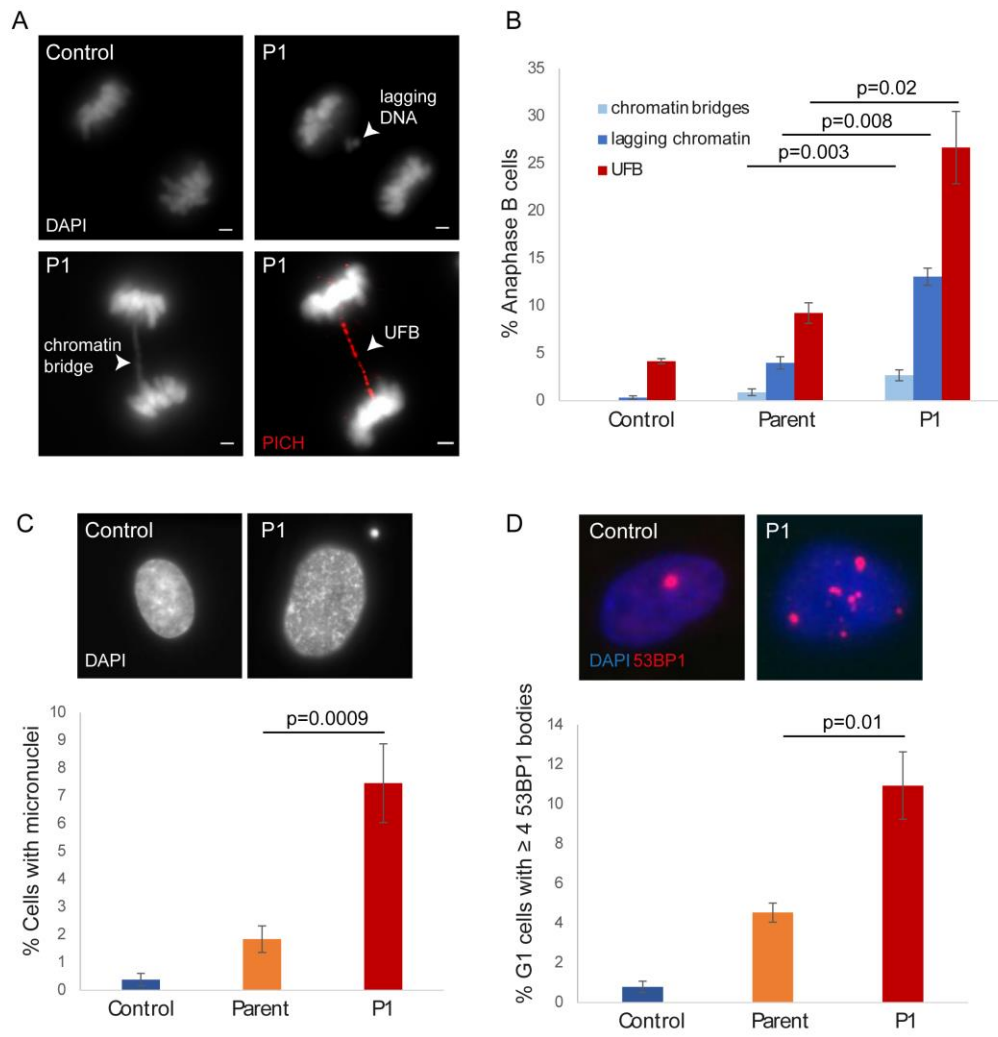 A
Control
DAPI
P1
lagging
DNA
P1
chromatin
bridge
P1
UFB
PICH
B
% Anaphase B cells
35
30
25
20
15
10
5
0
chromatin bridges
lagging chromatin
UFB
p=0.02
p=0.008
p=0.003
Control
Parent
P1
C
Control
DAPI
P1
% Cells with micronuclei
10
9
8
7
6
5
4
3
2
1
0
p=0.0009
Control
Parent
P1
D
Control
DAPI 53BP1
P1
% G1 cells with ≥ 4 53BP1 bodies
14
12
10
8
6
4
2
0
p=0.01
Control
Parent
P1